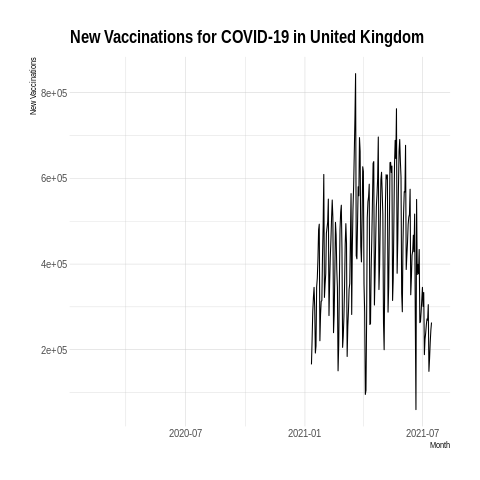 New Vaccinations for COVID-19 in United Kingdom
New Vaccinations
8e+05
6e+05
4e+05
2e+05
2020-07
2021-01
2021-07
Month